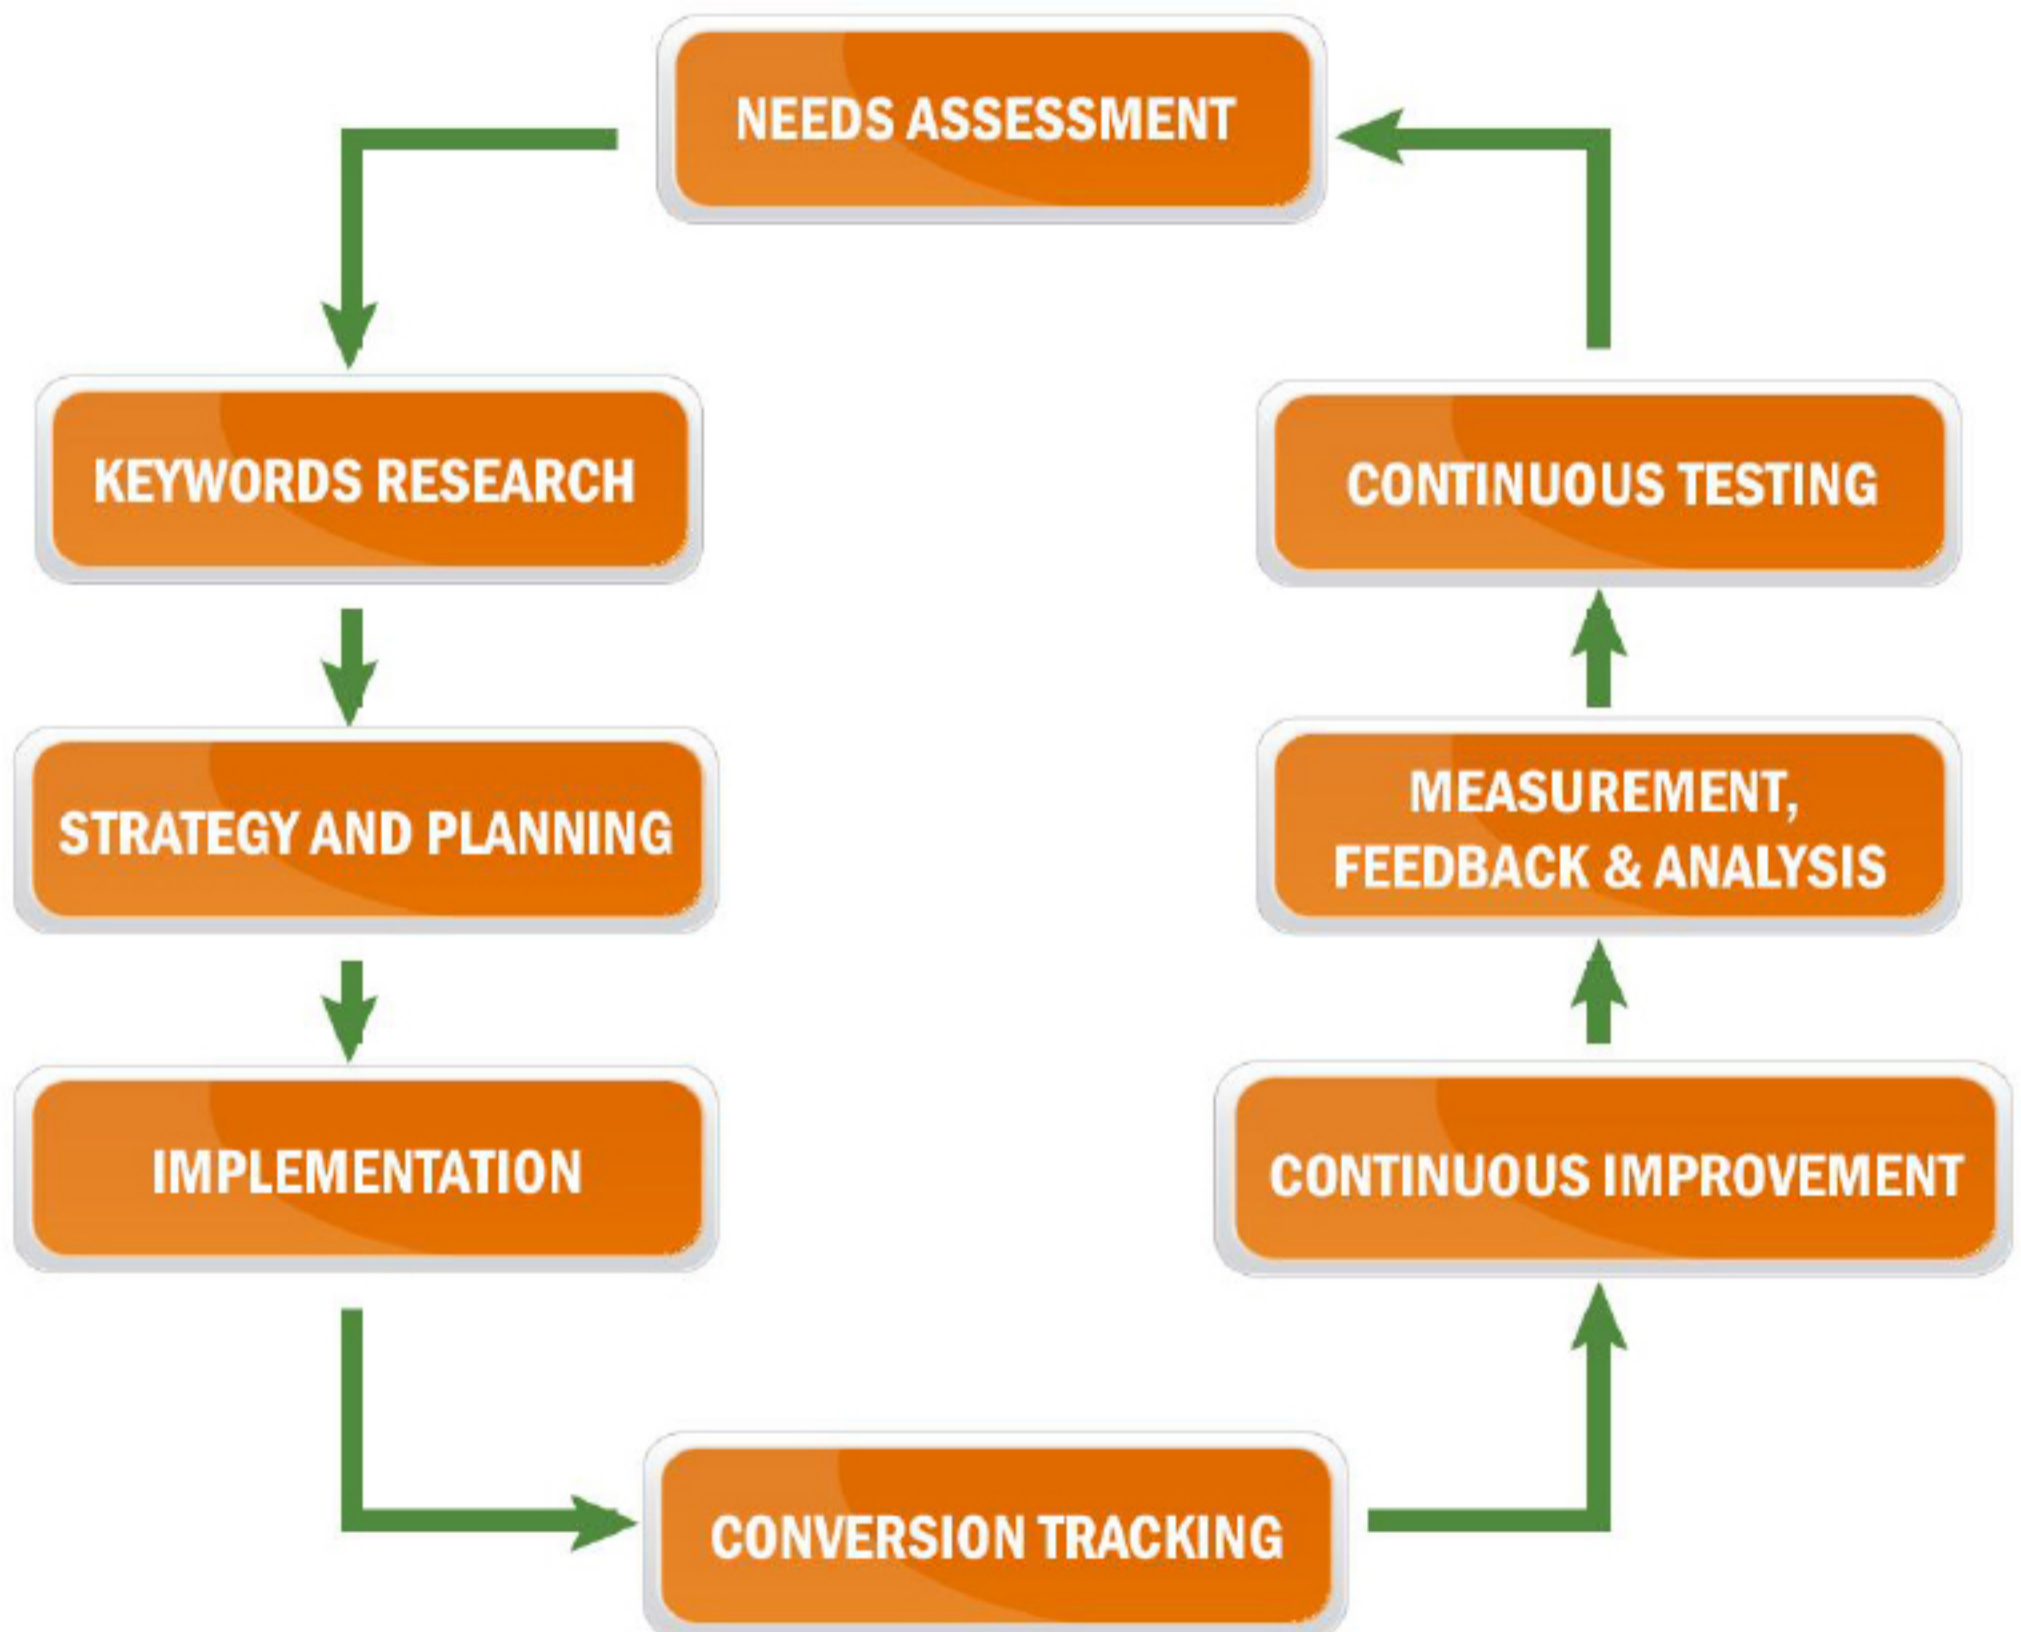 NEEDS ASSESSMENT
KEYWORDS RESEARCH
STRATEGY AND PLANNING
IMPLEMENTATION
CONVERSION TRACKING
CONTINUOUS IMPROVEMENT
MEASUREMENT,
FEEDBACK & ANALYSIS
CONTINUOUS TESTING